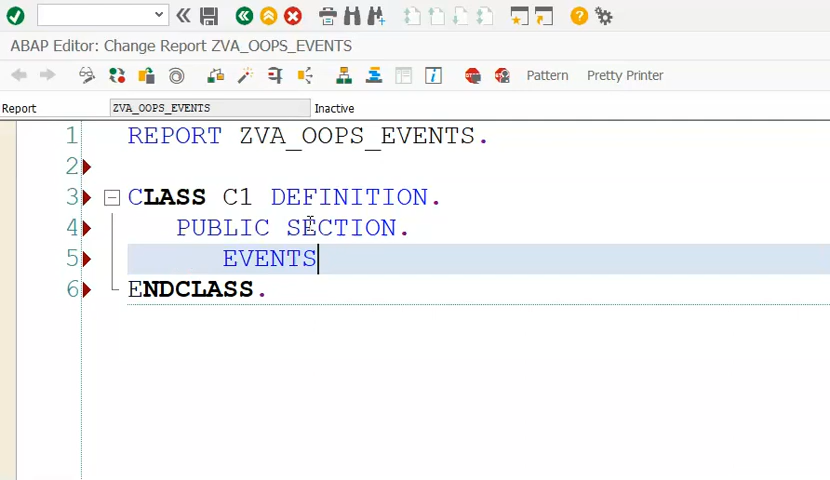 ABAP Editor: Change Report ZVA_OOPS_EVENTS
Pattern Pretty Printer
Report ZVA_OOPS_EVENTS Inactive
1 REPORT ZVA_OOPS_EVENTS.
2
3 CLASS C1 DEFINITION.
4 PUBLIC SECTION.
5 EVENTS
6 ENDCLASS.